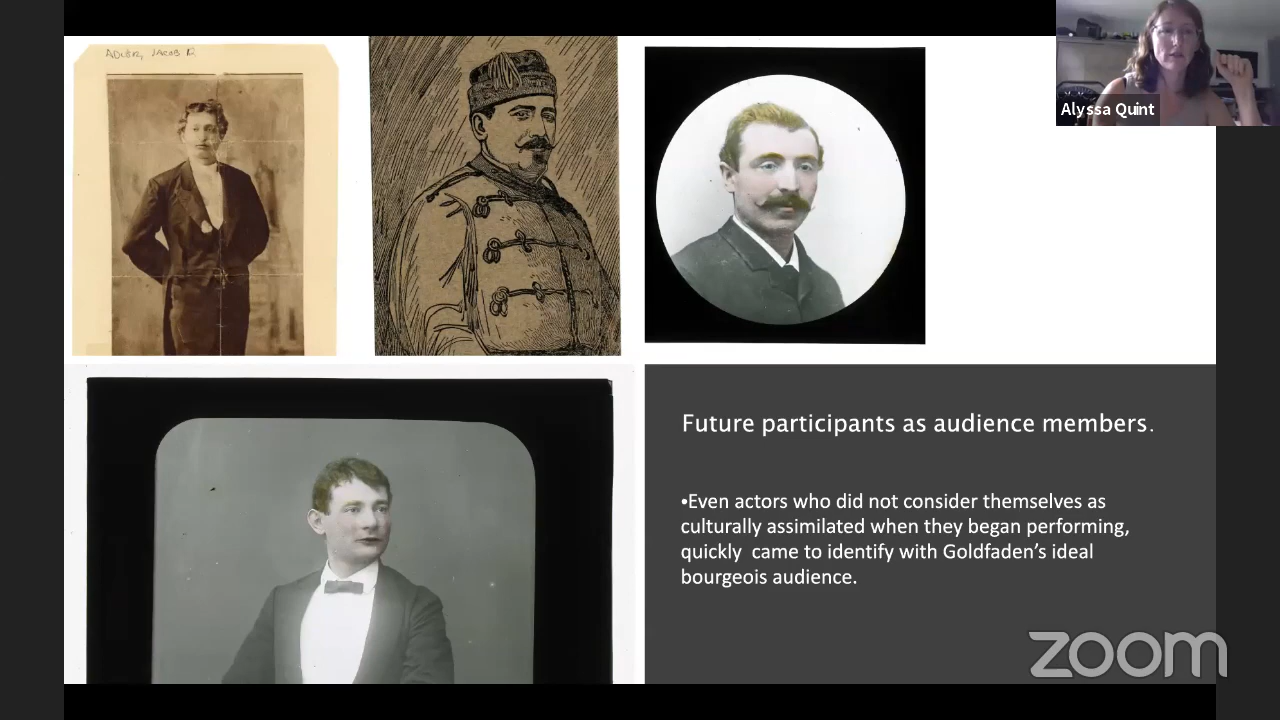 ADLER, JACOB P.
Alyssa Quint
Future participants as audience members.
•Even actors who did not consider themselves as
culturally assimilated when they began performing,
quickly came to identify with Goldfaden’s ideal
bourgeois audience.
zoom